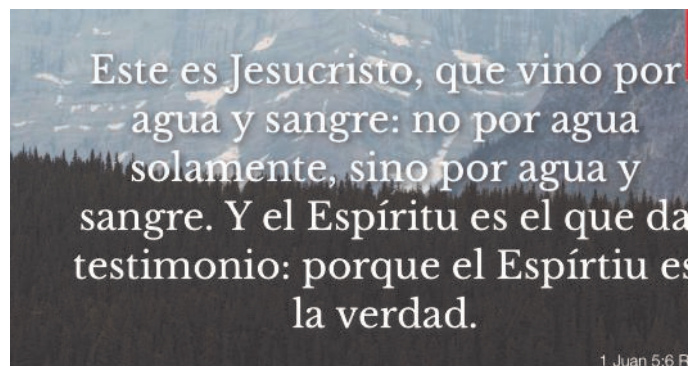 Este es Jesucristo, que vino por
agua y sangre: no por agua
solamente, sino por agua y
sangre. Y el Espíritu es el que da
testimonio: porque el Espírtiu es
la verdad.
1 Juan 5:6 R